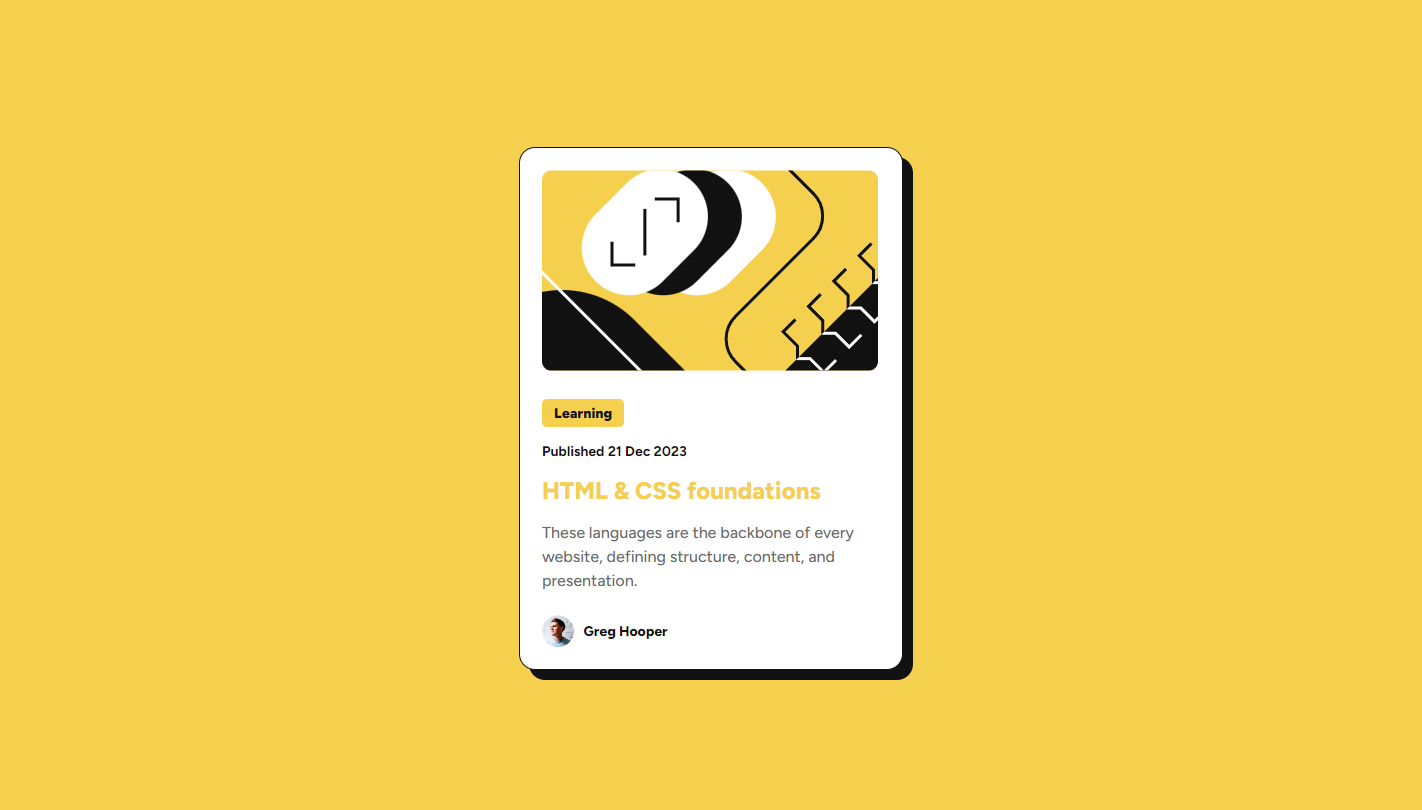 Learning
Published 21 Dec 2023
HTML & CSS foundations
These languages are the backbone of every
website, defining structure, content, and
presentation.
Greg Hooper